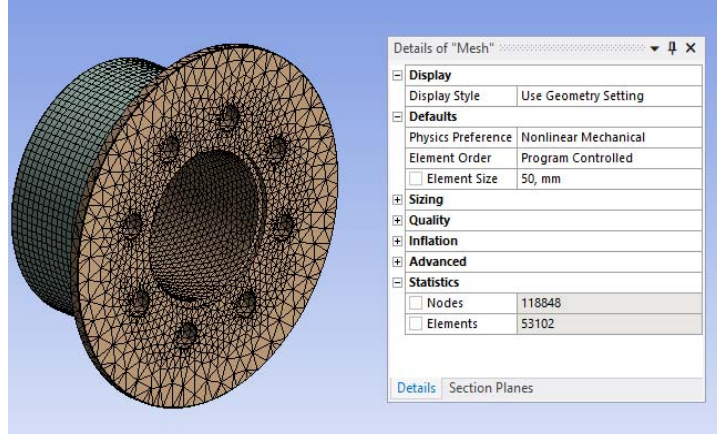 Details of "Mesh"
Display
Display Style Use Geometry Setting
Defaults
Physics Preference Nonlinear Mechanical
Element Order Program Controlled
Element Size 50, mm
Sizing
Quality
Inflation
Advanced
Statistics
Nodes 118848
Elements 53102
Details Section Planes